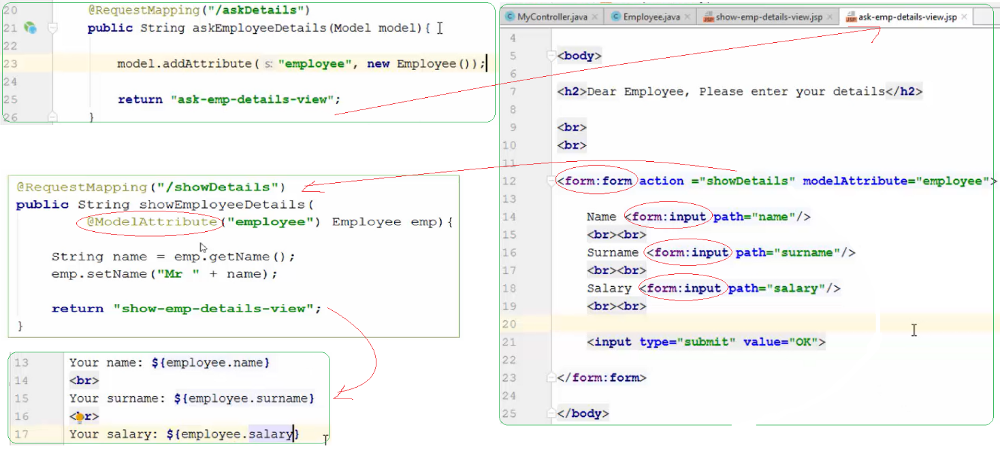 20 @RequestMapping("/askDetails")
21 public String askEmployeeDetails(Model model){
22
23 model.addAttribute( s: "employee", new Employee());
24
25 return "ask-emp-details-view";
26 }
@RequestMapping("/showDetails")
public String showEmployeeDetails(
@ModelAttribute("employee") Employee emp){
String name = emp.getName();
emp.setName("Mr " + name);
return "show-emp-details-view";
}
13 Your name: ${employee.name}
14 <br>
15 Your surname: ${employee.surname}
16 <br>
17 Your salary: ${employee.salary}
MyController.java Employee.java show-emp-details-view.jsp ask-emp-details-view.jsp
4
5 <body>
6
7 <h2>Dear Employee, Please enter your details</h2>
8
9 <br>
10 <br>
11
12 <form:form action ="showDetails" modelAttribute="employee">
13
14 Name <form:input path="name"/>
15 <br><br>
16 Surname <form:input path="surname"/>
17 <br><br>
18 Salary <form:input path="salary"/>
19 <br><br>
20
21 <input type="submit" value="OK">
22
23 </form:form>
24
25 </body>